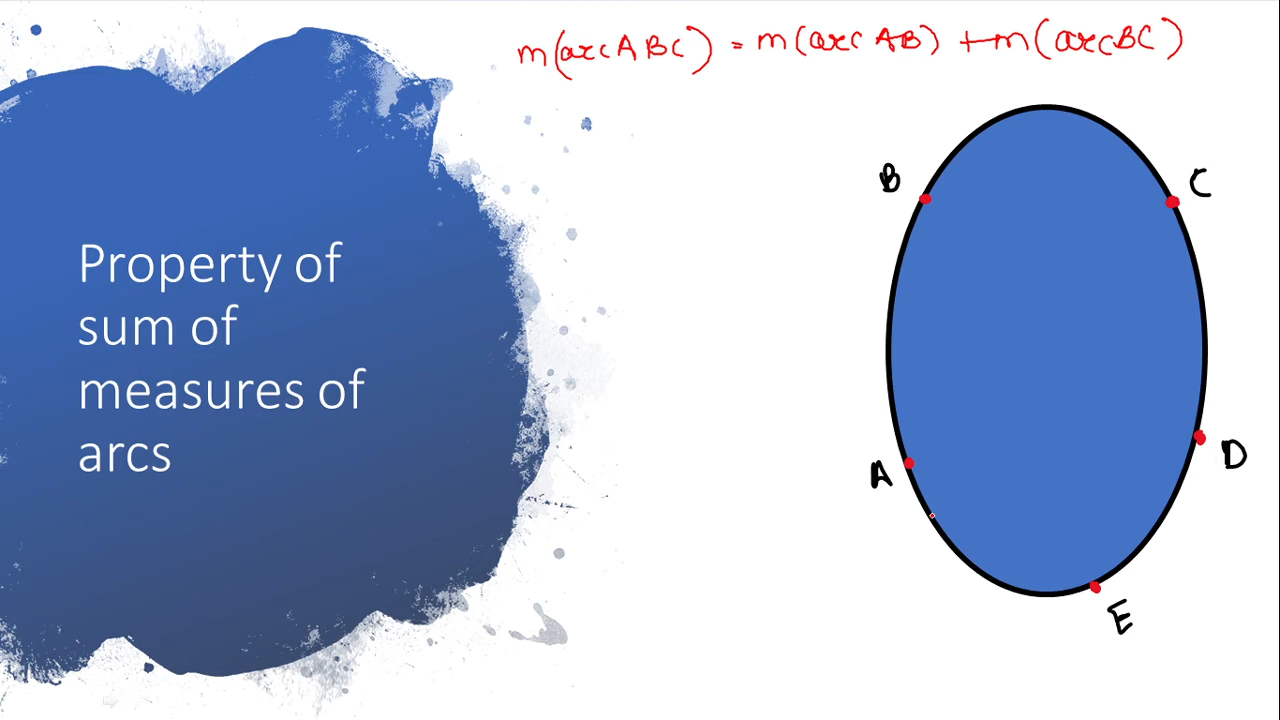 m(arc ABC) = m(arc AB) + m(arc BC)
Property of
sum of
measures of
arcs
B
C
A
D
E